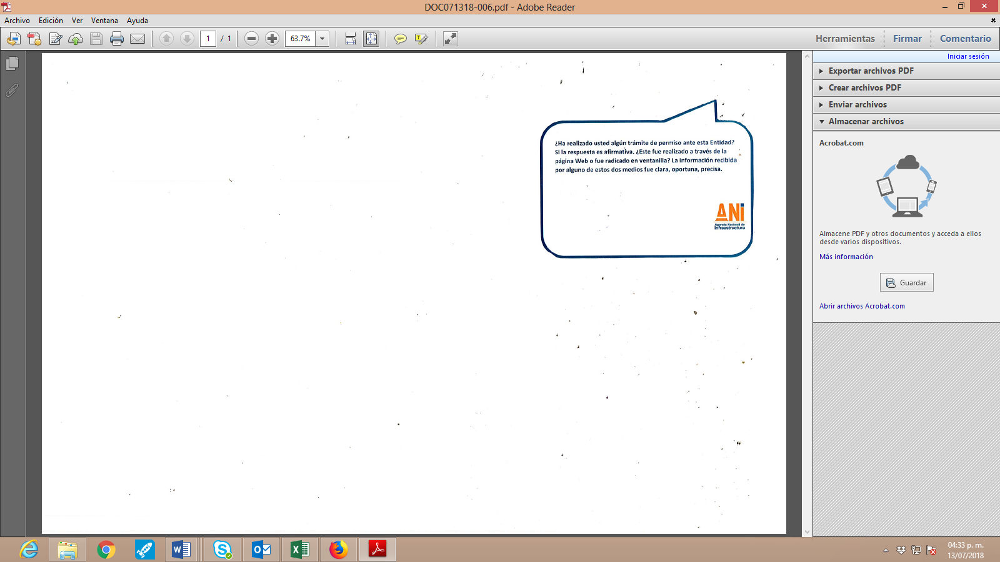 DOC071318-006.pdf - Adobe Reader
Archivo Edición Ver Ventana Ayuda
1 / 1 63.7% Herramientas Firmar Comentario
Iniciar sesión
Exportar archivos PDF
Crear archivos PDF
Enviar archivos
Almacenar archivos
Acrobat.com
Almacene PDF y otros documentos y acceda a ellos
desde varios dispositivos.
Más información
Guardar
Abrir archivos Acrobat.com
¿Ha realizado usted algún trámite de permiso ante esta Entidad?
Si la respuesta es afirmativa. ¿Este fue realizado a través de la
página Web o fue radicado en ventanilla? La información recibida
por alguno de estos dos medios fue clara, oportuna, precisa.
ANi
Agencia Nacional de
Infraestructura
04:33 p. m.
13/07/2018